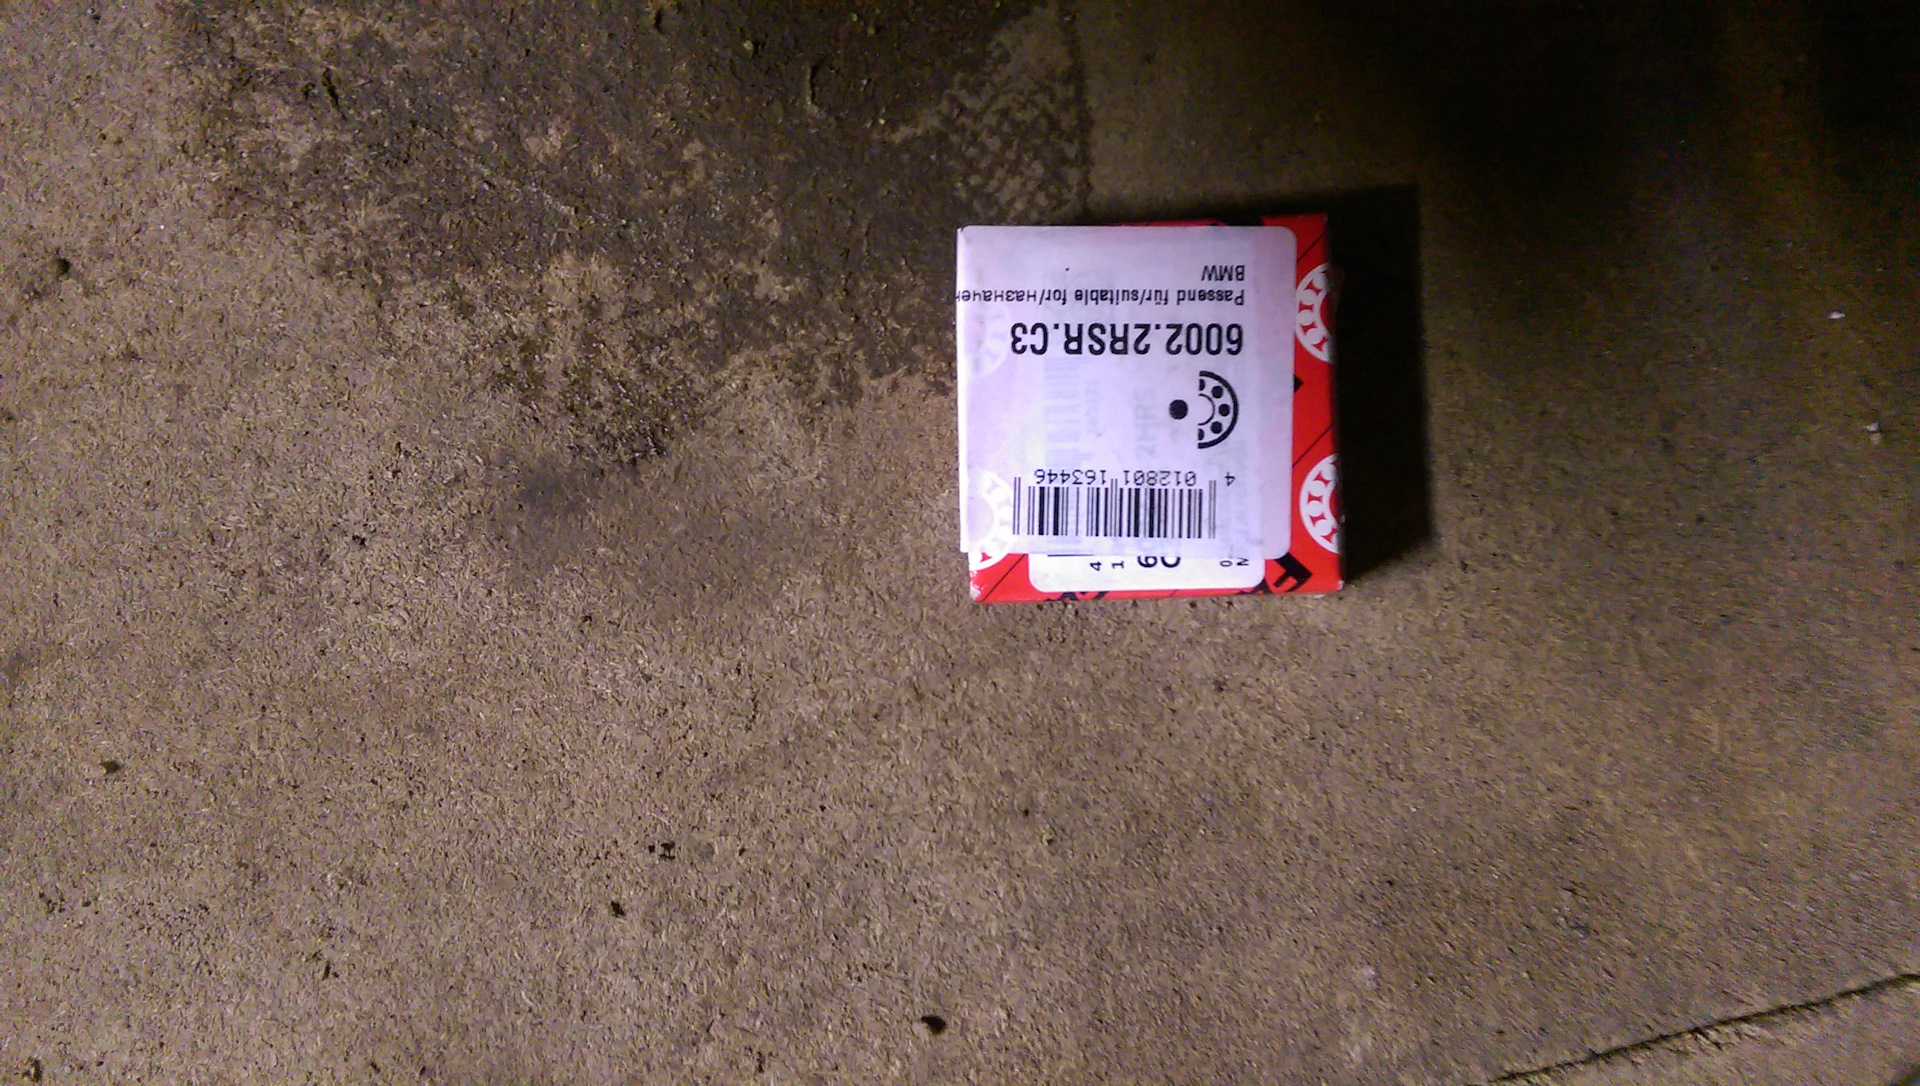 BMW
Passend für/suitable for/назначен
6002.2RSR.C3
4 012801 163446